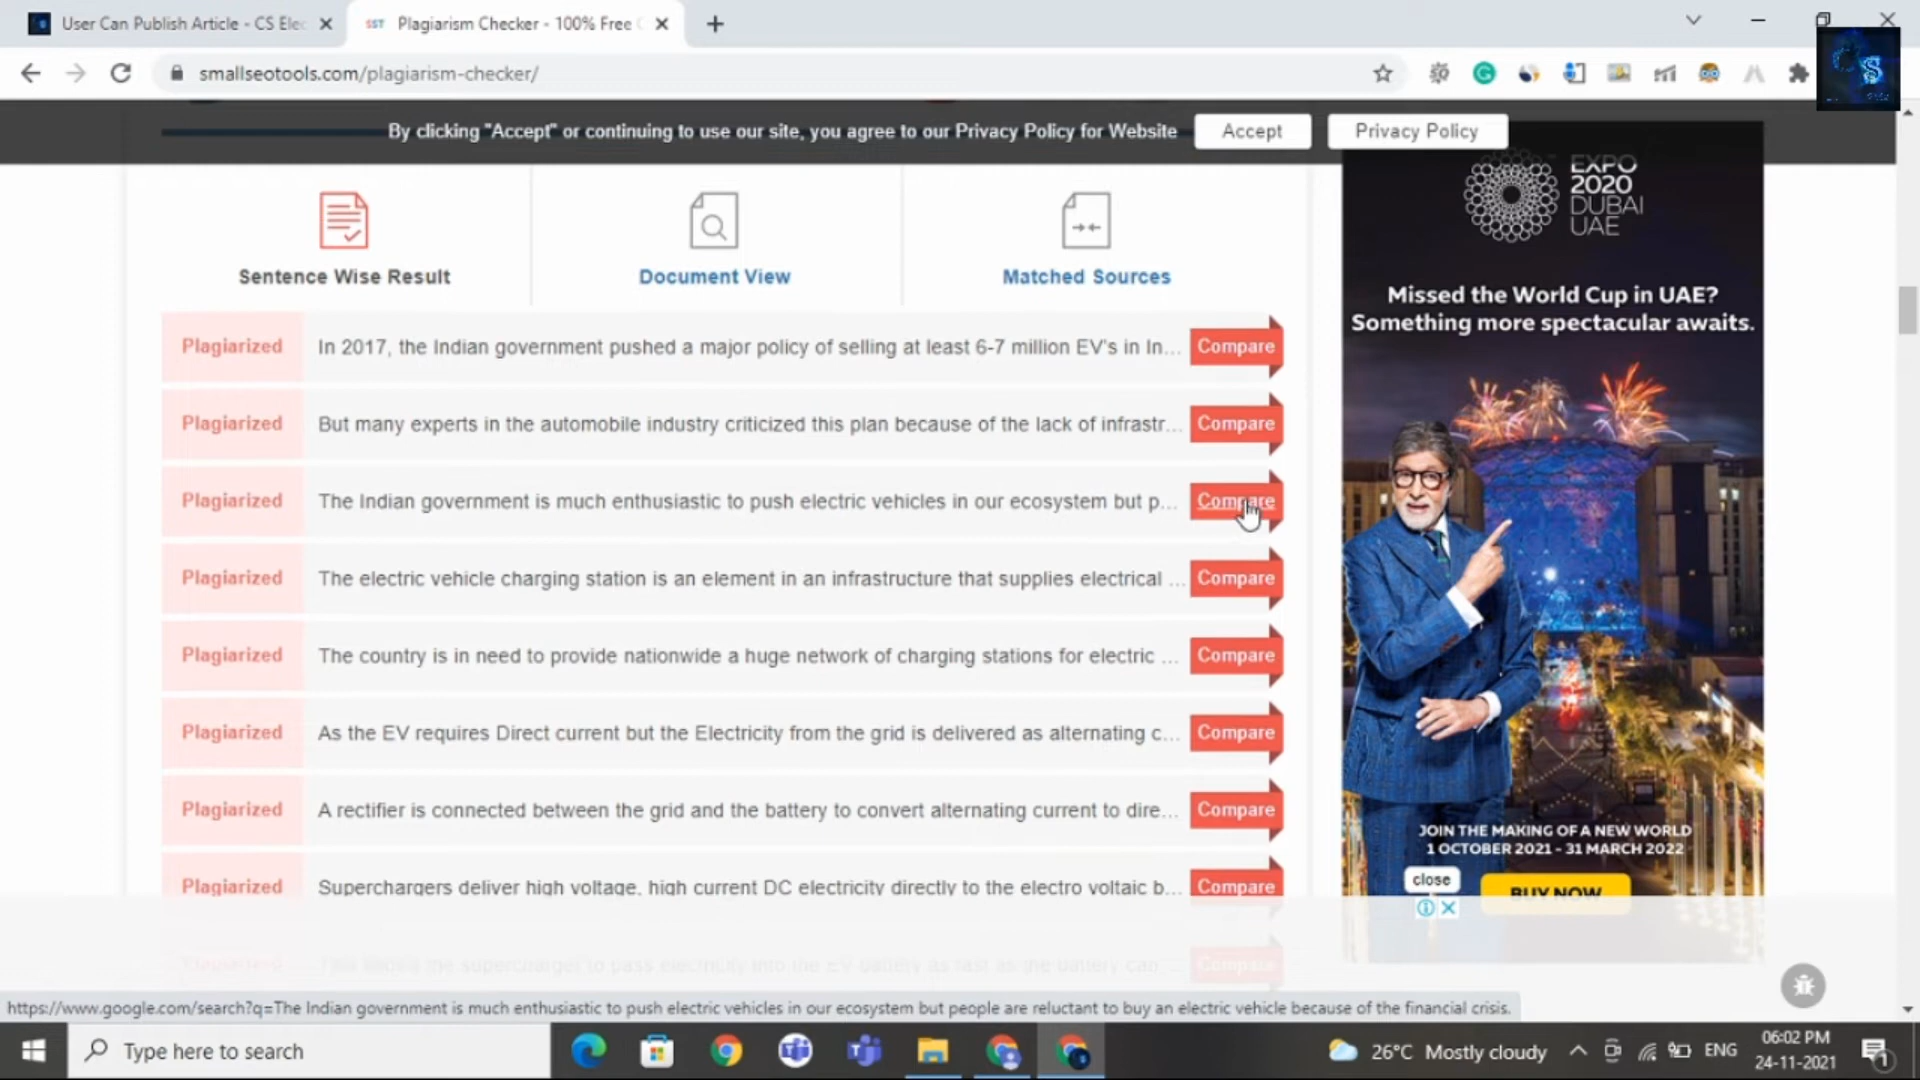 User Can Publish Article - CS Elec
SST Plagiarism Checker - 100% Free C
smallseotools.com/plagiarism-checker/
By clicking "Accept" or continuing to use our site, you agree to our Privacy Policy for Website
Accept
Privacy Policy
Sentence Wise Result
Document View
Matched Sources
Plagiarized In 2017, the Indian government pushed a major policy of selling at least 6-7 million EV's in In... Compare
Plagiarized But many experts in the automobile industry criticized this plan because of the lack of infrastr... Compare
Plagiarized The Indian government is much enthusiastic to push electric vehicles in our ecosystem but p... Compare
Plagiarized The electric vehicle charging station is an element in an infrastructure that supplies electrical ... Compare
Plagiarized The country is in need to provide nationwide a huge network of charging stations for electric ... Compare
Plagiarized As the EV requires Direct current but the Electricity from the grid is delivered as alternating c... Compare
Plagiarized A rectifier is connected between the grid and the battery to convert alternating current to dire... Compare
Plagiarized Superchargers deliver high voltage, high current DC electricity directly to the electro voltaic b... Compare
EXPO
2020
DUBAI
UAE
Missed the World Cup in UAE?
Something more spectacular awaits.
JOIN THE MAKING OF A NEW WORLD
1 OCTOBER 2021 - 31 MARCH 2022
close
BUY NOW
https://www.google.com/search?q=The Indian government is much enthusiastic to push electric vehicles in our ecosystem but people are reluctant to buy an electric vehicle because of the financial crisis.
Type here to search
26°C Mostly cloudy
ENG
06:02 PM
24-11-2021
1